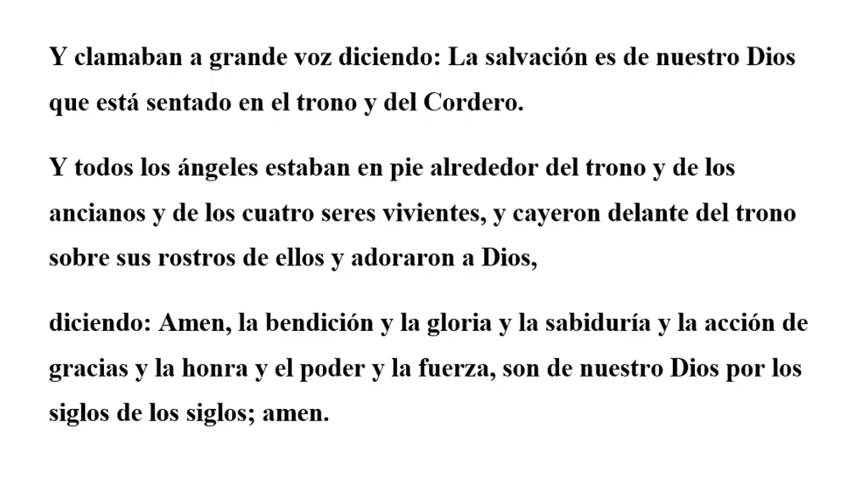 Y clamaban a grande voz diciendo: La salvación es de nuestro Dios
que está sentado en el trono y del Cordero.
Y todos los ángeles estaban en pie alrededor del trono y de los
ancianos y de los cuatro seres vivientes, y cayeron delante del trono
sobre sus rostros de ellos y adoraron a Dios,
diciendo: Amen, la bendición y la gloria y la sabiduría y la acción de
gracias y la honra y el poder y la fuerza, son de nuestro Dios por los
siglos de los siglos; amen.